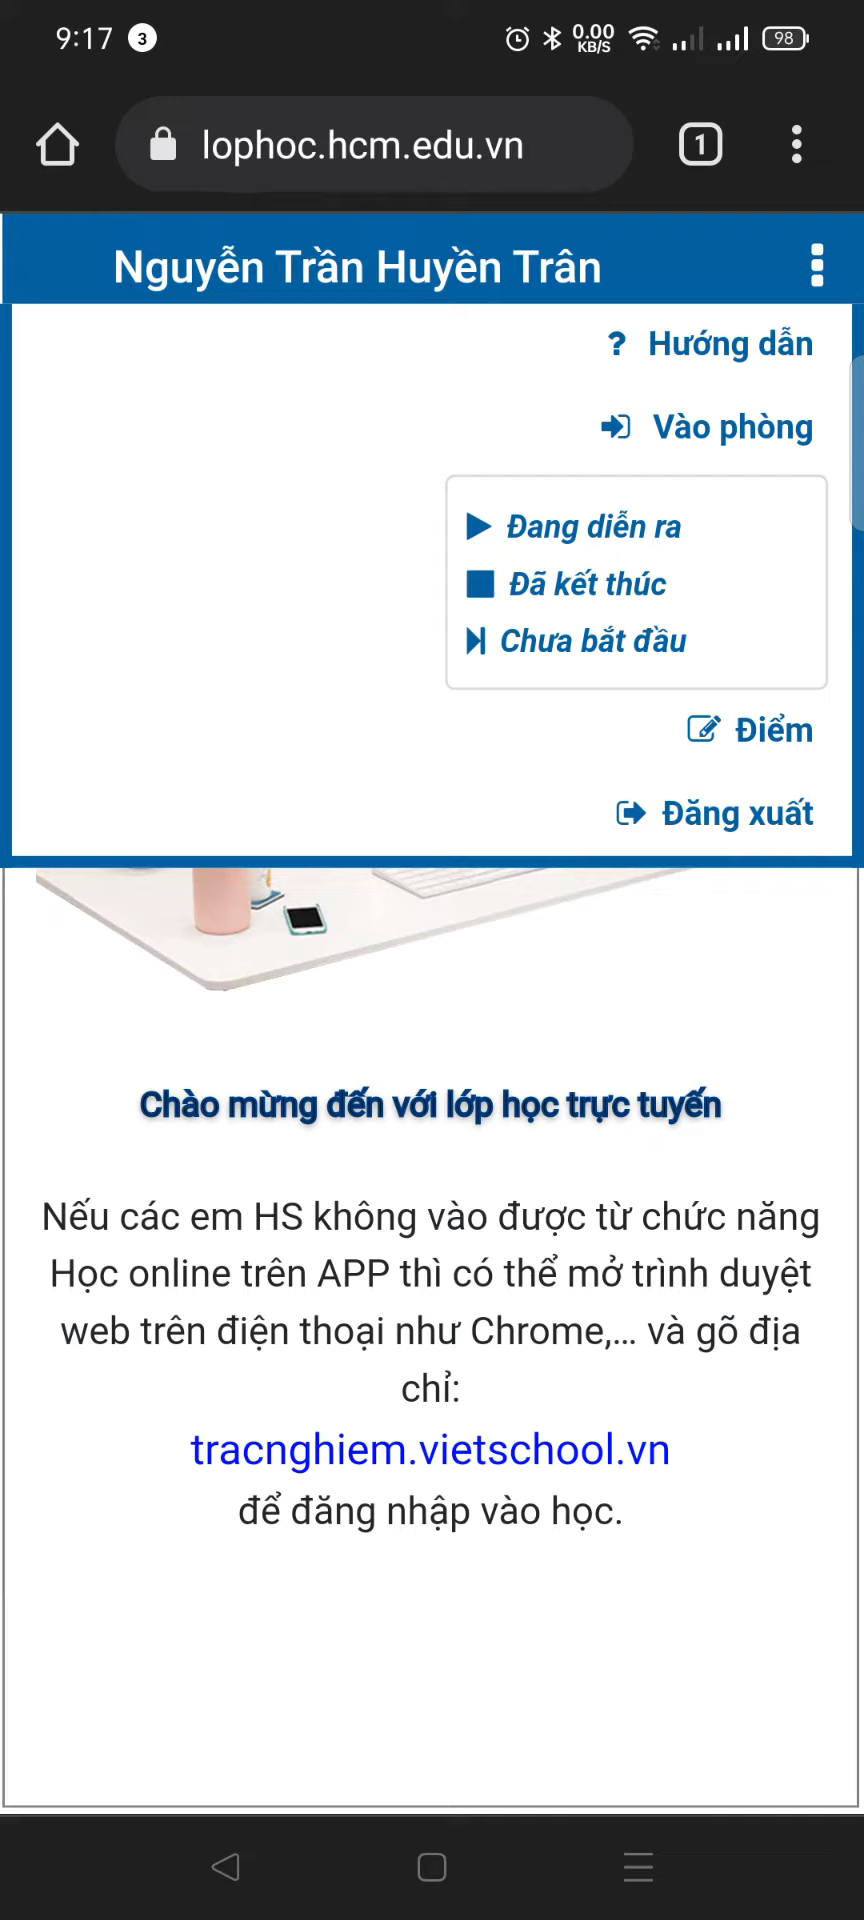 9:17 3 0.00 KB/S 98
lophoc.hcm.edu.vn 1
Nguyễn Trần Huyền Trân
? Hướng dẫn
Vào phòng
Đang diễn ra
Đã kết thúc
Chưa bắt đầu
Điểm
Đăng xuất
Chào mừng đến với lớp học trực tuyến
Nếu các em HS không vào được từ chức năng
Học online trên APP thì có thể mở trình duyệt
web trên điện thoại như Chrome,... và gõ địa
chỉ:
tracnghiem.vietschool.vn
để đăng nhập vào học.